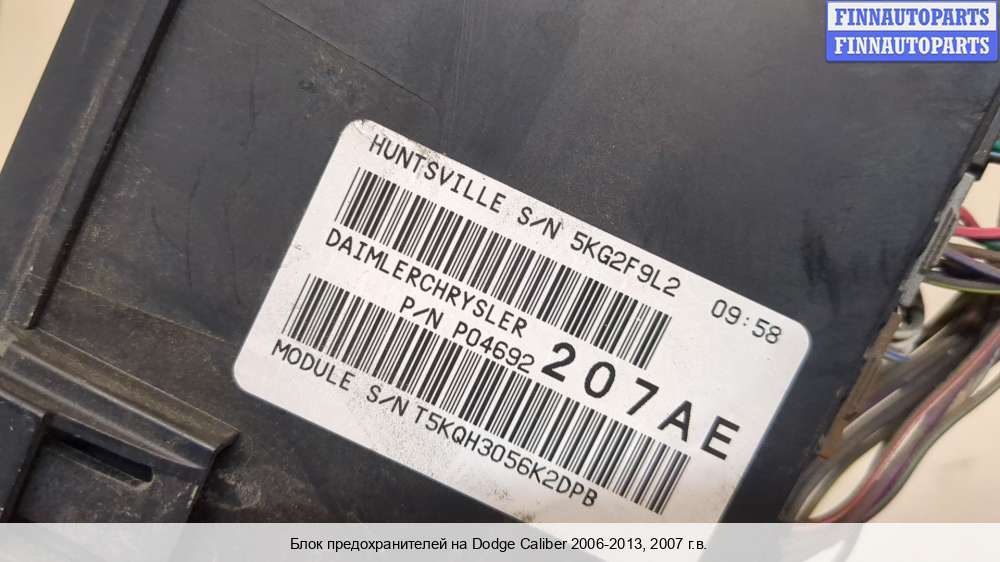 FINNAUTOPARTS
FINNAUTOPARTS
HUNTSVILLE S/N 5KG2F9L2 09:58
DAIMLERCHRYSLER
P/N P04692 207AE
MODULE S/N T5KQH3056K2DPB
Блок предохранителей на Dodge Caliber 2006-2013, 2007 г.в.